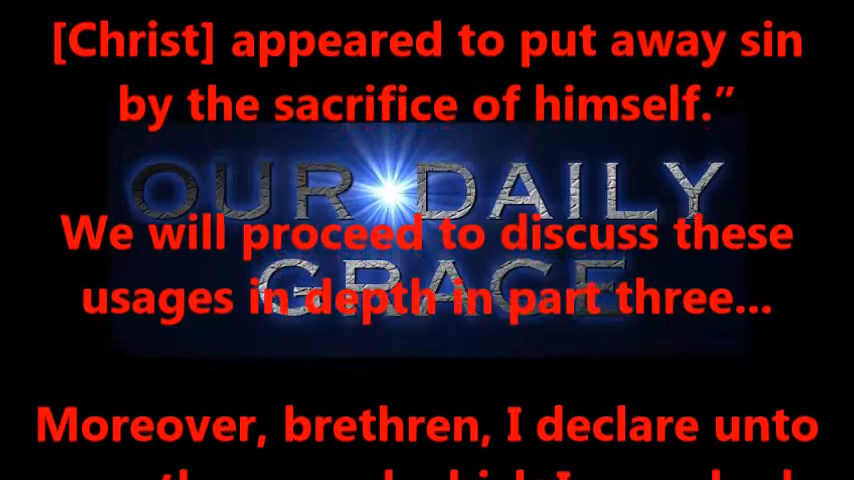 [Christ] appeared to put away sin
by the sacrifice of himself.”
OUR DAILY
We will proceed to discuss these
GRACE
usages in depth in part three...
Moreover, brethren, I declare unto